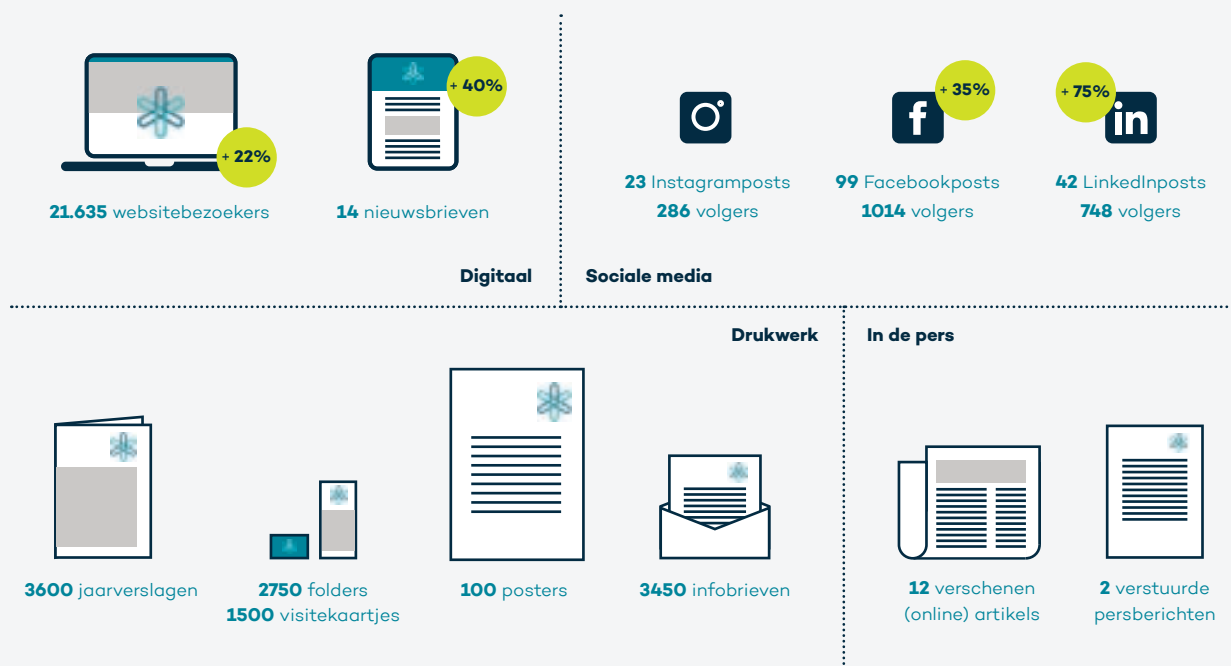 + 22%
21.635 websitebezoekers
+ 40%
14 nieuwsbrieven
Digitaal
Sociale media
23 Instagramposts
286 volgers
+ 35%
99 Facebookposts
1014 volgers
+ 75%
in
42 LinkedInposts
748 volgers
Drukwerk
3600 jaarverslagen
2750 folders
1500 visitekaartjes
100 posters
3450 infobrieven
In de pers
12 verschenen
(online) artikels
2 verstuurde
persberichten